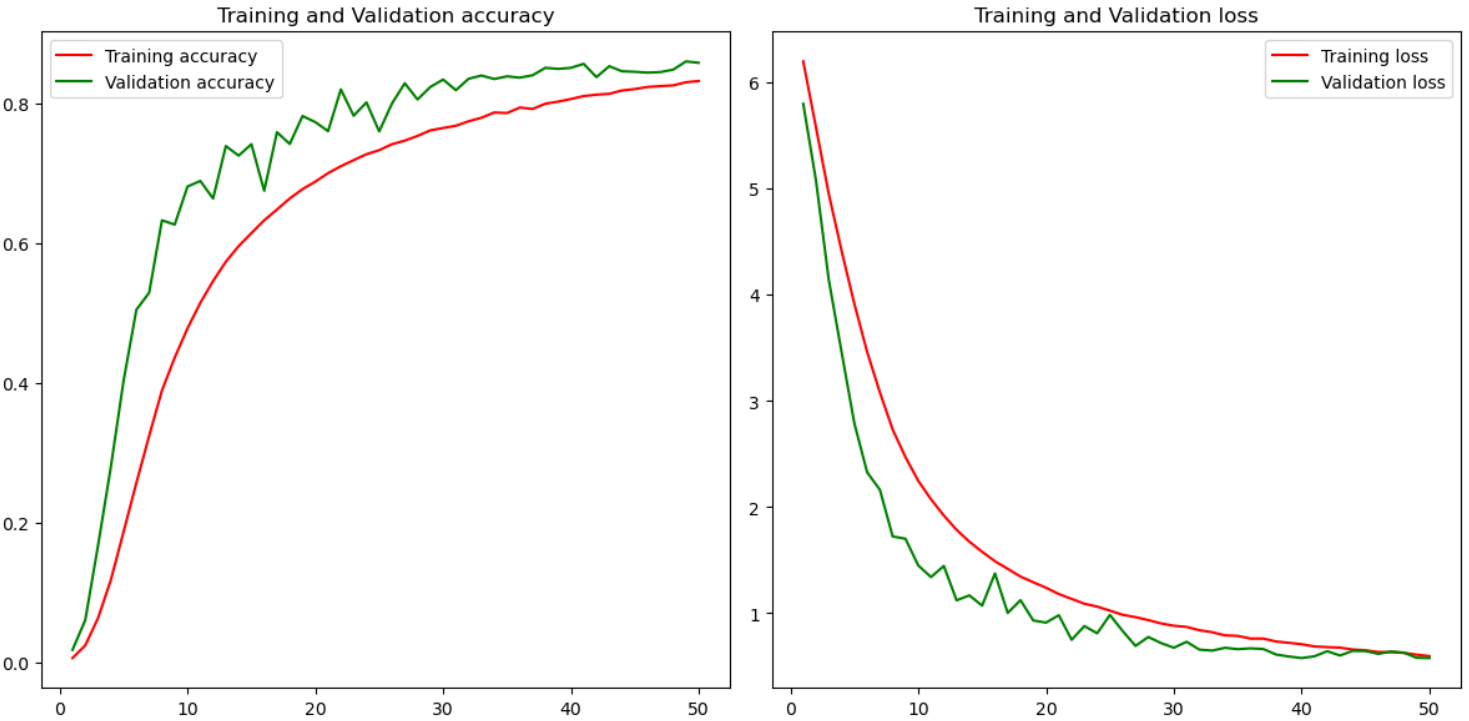 Training and Validation accuracy
Training accuracy
Validation accuracy
0.8
0.6
0.4
0.2
0.0
0 10 20 30 40 50
Training and Validation loss
Training loss
Validation loss
6
5
4
3
2
1
0 10 20 30 40 50